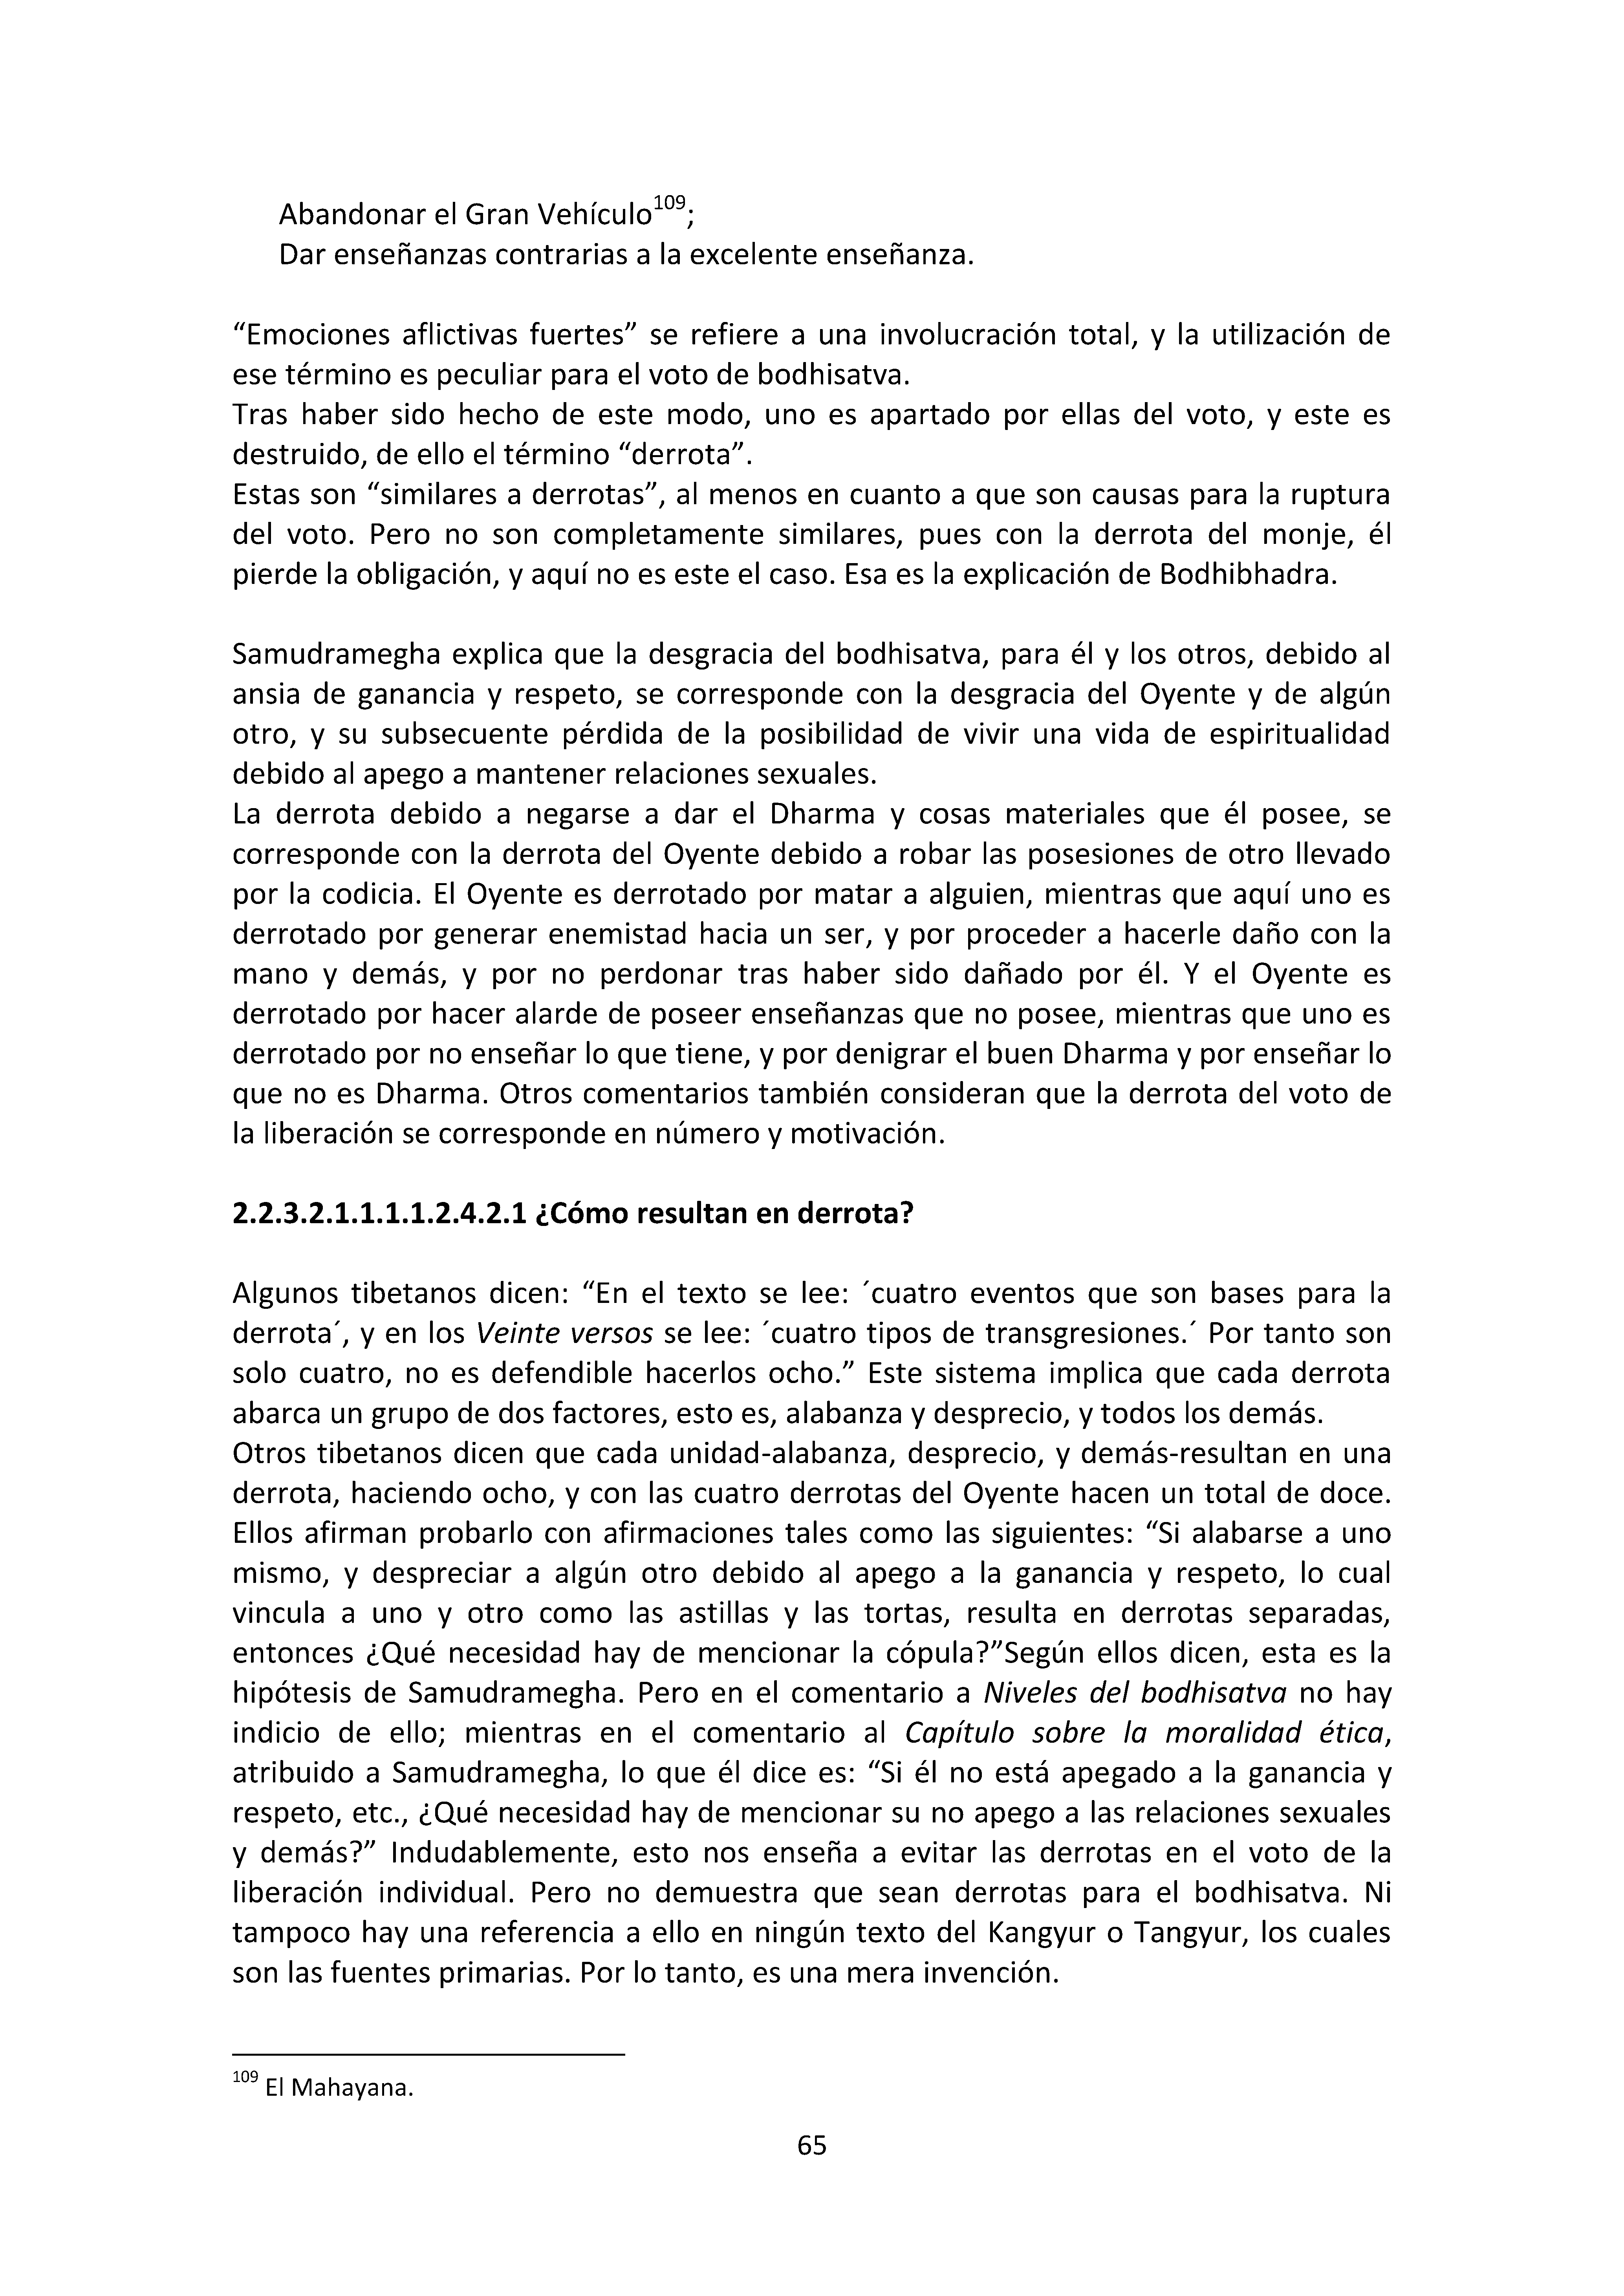 Abandonar el Gran Vehículo109;
Dar enseñanzas contrarias a la excelente enseñanza.
“Emociones aflictivas fuertes” se refiere a una involucración total, y la utilización de
ese término es peculiar para el voto de bodhisatva.
Tras haber sido hecho de este modo, uno es apartado por ellas del voto, y este es
destruido, de ello el término “derrota”.
Estas son “similares a derrotas”, al menos en cuanto a que son causas para la ruptura
del voto. Pero no son completamente similares, pues con la derrota del monje, él
pierde la obligación, y aquí no es este el caso. Esa es la explicación de Bodhibhadra.
Samudramegha explica que la desgracia del bodhisatva, para él y los otros, debido al
ansia de ganancia y respeto, se corresponde con la desgracia del Oyente y de algún
otro, y su subsecuente pérdida de la posibilidad de vivir una vida de espiritualidad
debido al apego a mantener relaciones sexuales.
La derrota debido a negarse a dar el Dharma y cosas materiales que él posee, se
corresponde con la derrota del Oyente debido a robar las posesiones de otro llevado
por la codicia. El Oyente es derrotado por matar a alguien, mientras que aquí uno es
derrotado por generar enemistad hacia un ser, y por proceder a hacerle daño con la
mano y demás, y por no perdonar tras haber sido dañado por él. Y el Oyente es
derrotado por hacer alarde de poseer enseñanzas que no posee, mientras que uno es
derrotado por no enseñar lo que tiene, y por denigrar el buen Dharma y por enseñar lo
que no es Dharma. Otros comentarios también consideran que la derrota del voto de
la liberación se corresponde en número y motivación.
2.2.3.2.1.1.1.1.2.4.2.1 ¿Cómo resultan en derrota?
Algunos tibetanos dicen: “En el texto se lee: ´cuatro eventos que son bases para la
derrota´, y en los Veinte versos se lee: ´cuatro tipos de transgresiones.´ Por tanto son
solo cuatro, no es defendible hacerlos ocho.” Este sistema implica que cada derrota
abarca un grupo de dos factores, esto es, alabanza y desprecio, y todos los demás.
Otros tibetanos dicen que cada unidad-alabanza, desprecio, y demás-resultan en una
derrota, haciendo ocho, y con las cuatro derrotas del Oyente hacen un total de doce.
Ellos afirman probarlo con afirmaciones tales como las siguientes: “Si alabarse a uno
mismo, y despreciar a algún otro debido al apego a la ganancia y respeto, lo cual
vincula a uno y otro como las astillas y las tortas, resulta en derrotas separadas,
entonces ¿Qué necesidad hay de mencionar la cópula?”Según ellos dicen, esta es la
hipótesis de Samudramegha. Pero en el comentario a Niveles del bodhisatva no hay
indicio de ello; mientras en el comentario al Capítulo sobre la moralidad ética,
atribuido a Samudramegha, lo que él dice es: “Si él no está apegado a la ganancia y
respeto, etc., ¿Qué necesidad hay de mencionar su no apego a las relaciones sexuales
y demás?” Indudablemente, esto nos enseña a evitar las derrotas en el voto de la
liberación individual. Pero no demuestra que sean derrotas para el bodhisatva. Ni
tampoco hay una referencia a ello en ningún texto del Kangyur o Tangyur, los cuales
son las fuentes primarias. Por lo tanto, es una mera invención.
109 El Mahayana.
65